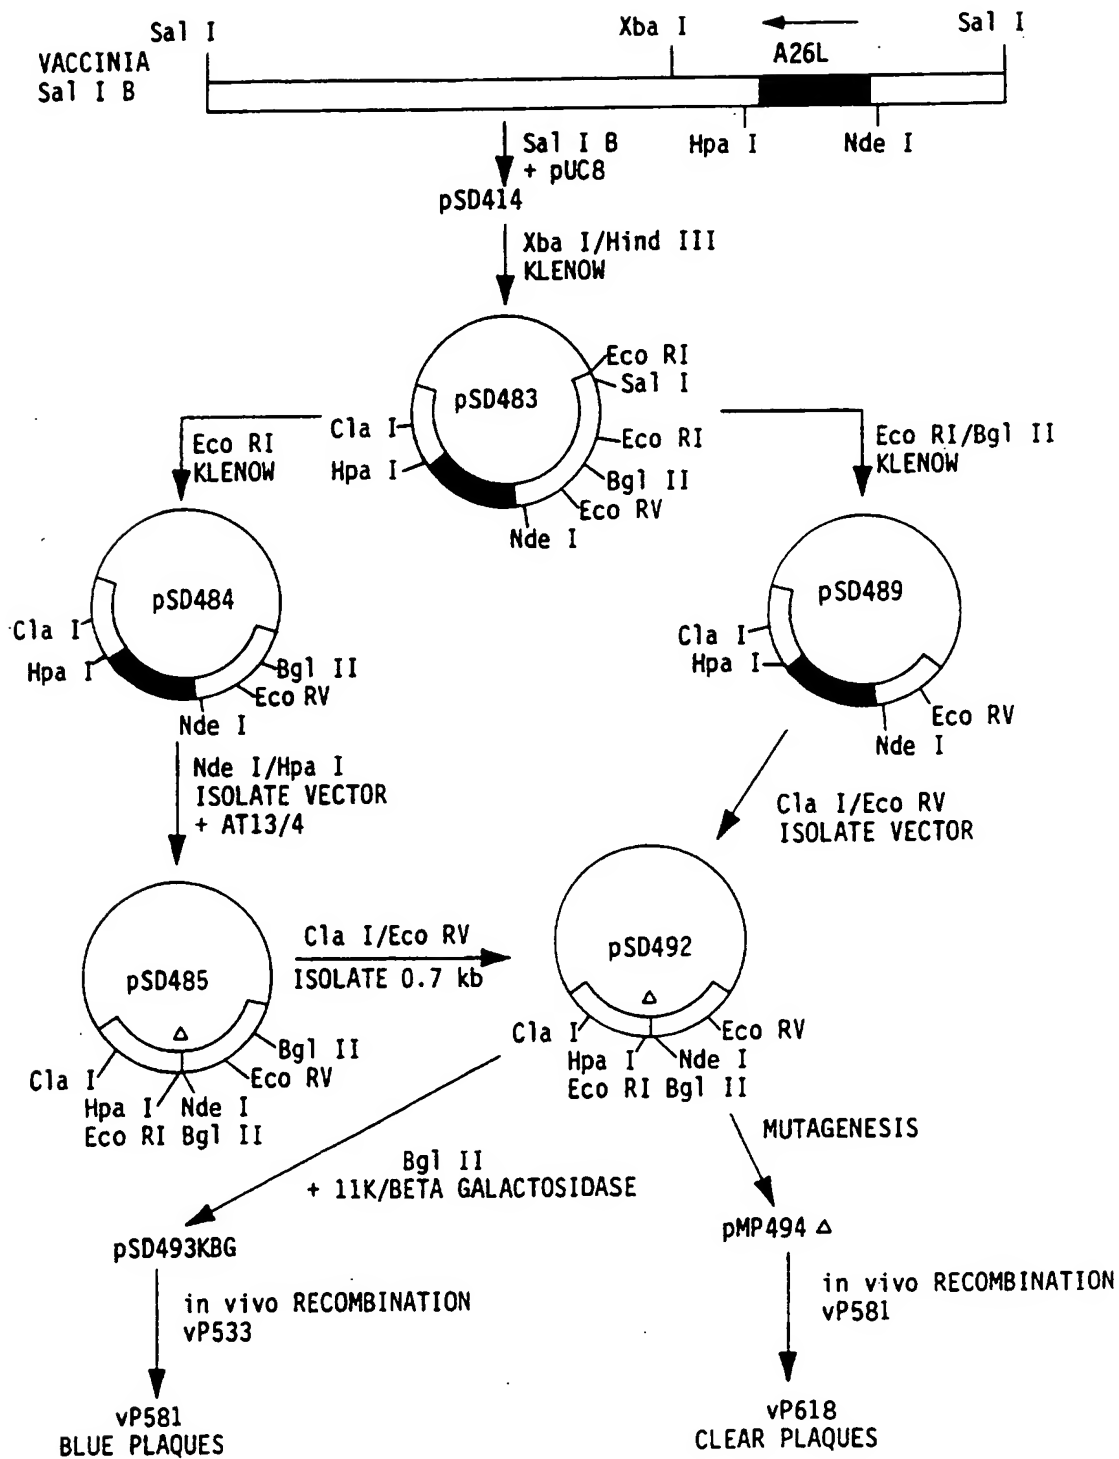 Sal I
Xba I
Sal I
VACCINIA
Sal I B
A26L
Hpa I
Nde I
Sal I B
+ pUC8
pSD414
Xba I/Hind III
KLENOW
pSD483
Eco RI
Sal I
Cla I
Eco RI
Hpa I
Bgl II
Eco RV
Nde I
Eco RI
KLENOW
Eco RI/Bgl II
KLENOW
pSD484
Cla I
Hpa I
Bgl II
Eco RV
Nde I
pSD489
Cla I
Hpa I
Eco RV
Nde I
Nde I/Hpa I
ISOLATE VECTOR
+ AT13/4
Cla I/Eco RV
ISOLATE VECTOR
pSD485
Δ
Bgl II
Cla I
Eco RV
Hpa I Nde I
Eco RI Bgl II
Cla I/Eco RV
ISOLATE 0.7 kb
pSD492
Δ
Cla I
Eco RV
Hpa I Nde I
Eco RI Bgl II
Bgl II
+ 11K/BETA GALACTOSIDASE
MUTAGENESIS
pSD493KBG
pMP494 Δ
in vivo RECOMBINATION
vP533
in vivo RECOMBINATION
vP581
vP581
BLUE PLAQUES
vP618
CLEAR PLAQUES